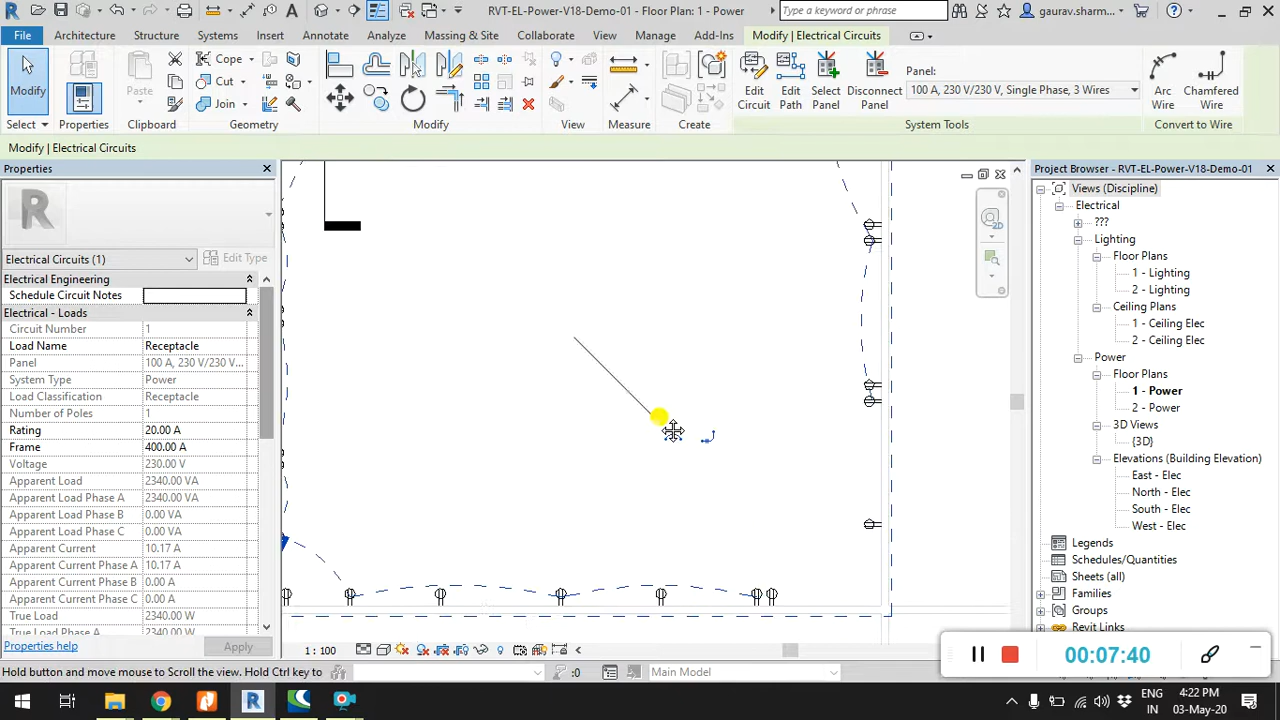 RVT-EL-Power-V18-Demo-01 - Floor Plan: 1 - Power
Type a keyword or phrase
gaurav.sharm...
File
Architecture
Structure
Systems
Insert
Annotate
Analyze
Massing & Site
Collaborate
View
Manage
Add-Ins
Modify | Electrical Circuits
Modify
Paste
Cope
Cut
Join
Edit Circuit
Edit Path
Select Panel
Disconnect Panel
Panel:
100 A, 230 V/230 V, Single Phase, 3 Wires
Arc Wire
Chamfered Wire
Select
Properties
Clipboard
Geometry
Modify
View
Measure
Create
System Tools
Convert to Wire
Modify | Electrical Circuits
Properties
Electrical Circuits (1)
Edit Type
Electrical Engineering
Schedule Circuit Notes
Electrical - Loads
Circuit Number 1
Load Name Receptacle
Panel 100 A, 230 V/230 V...
System Type Power
Load Classification Receptacle
Number of Poles 1
Rating 20.00 A
Frame 400.00 A
Voltage 230.00 V
Apparent Load 2340.00 VA
Apparent Load Phase A 2340.00 VA
Apparent Load Phase B 0.00 VA
Apparent Load Phase C 0.00 VA
Apparent Current 10.17 A
Apparent Current Phase A 10.17 A
Apparent Current Phase B 0.00 A
Apparent Current Phase C 0.00 A
True Load 2340.00 W
True Load Phase A 2340.00 W
Properties help
Apply
2D
Project Browser - RVT-EL-Power-V18-Demo-01
Views (Discipline)
Electrical
???
Lighting
Floor Plans
1 - Lighting
2 - Lighting
Ceiling Plans
1 - Ceiling Elec
2 - Ceiling Elec
Power
Floor Plans
1 - Power
2 - Power
3D Views
{3D}
Elevations (Building Elevation)
East - Elec
North - Elec
South - Elec
West - Elec
Legends
Schedules/Quantities
Sheets (all)
Families
Groups
Revit Links
1 : 100
Hold button and move mouse to Scroll the view. Hold Ctrl key to
:0
Main Model
00:07:40
ENG
IN
4:22 PM
03-May-20